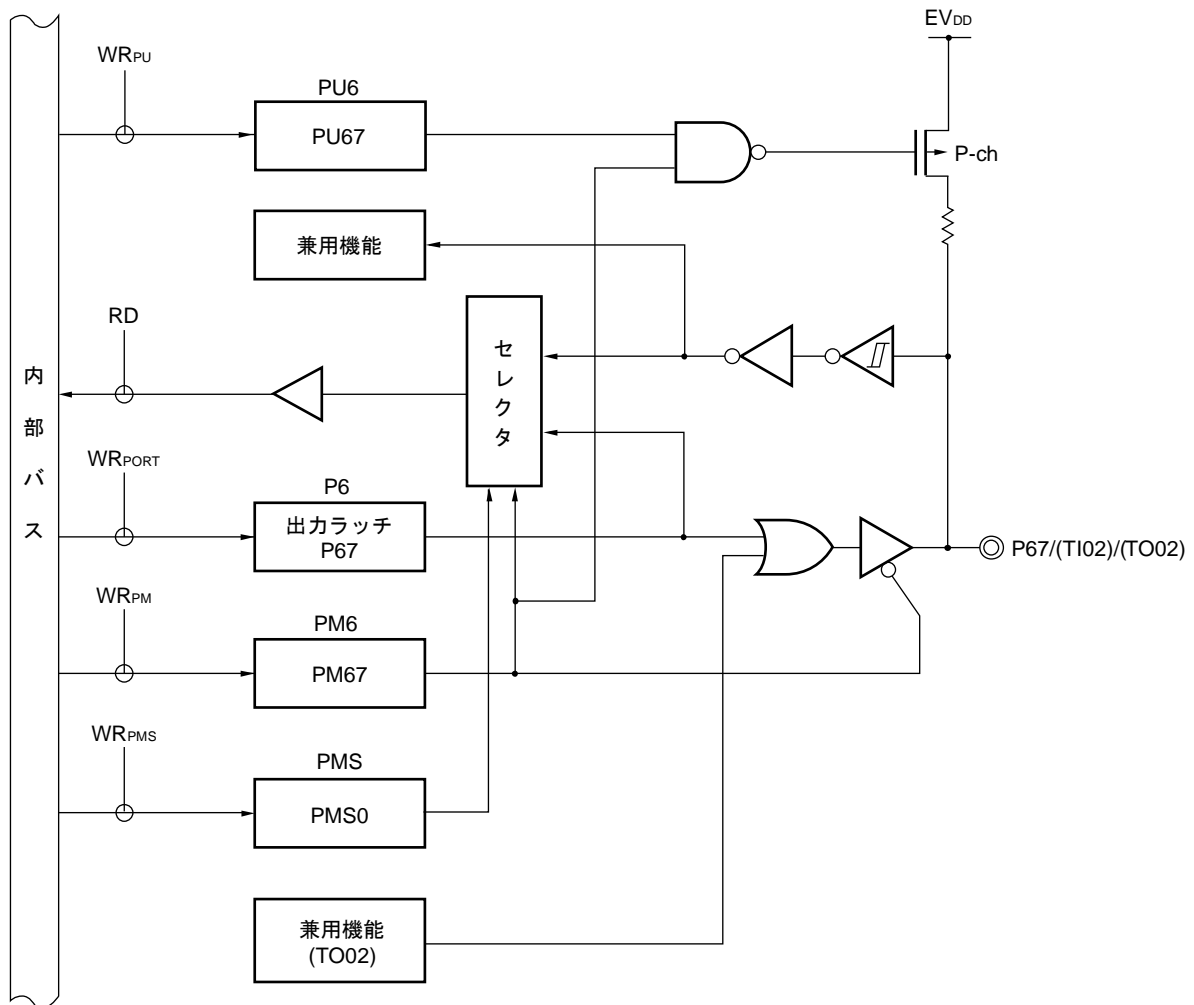 EVDD
WRPU
PU6
PU67
P-ch
兼用機能
RD
セレクタ
内部バス
WRPORT
P6
出力ラッチ
P67
P67/(TI02)/(TO02)
WRPM
PM6
PM67
WRPMS
PMS
PMS0
兼用機能
(TO02)